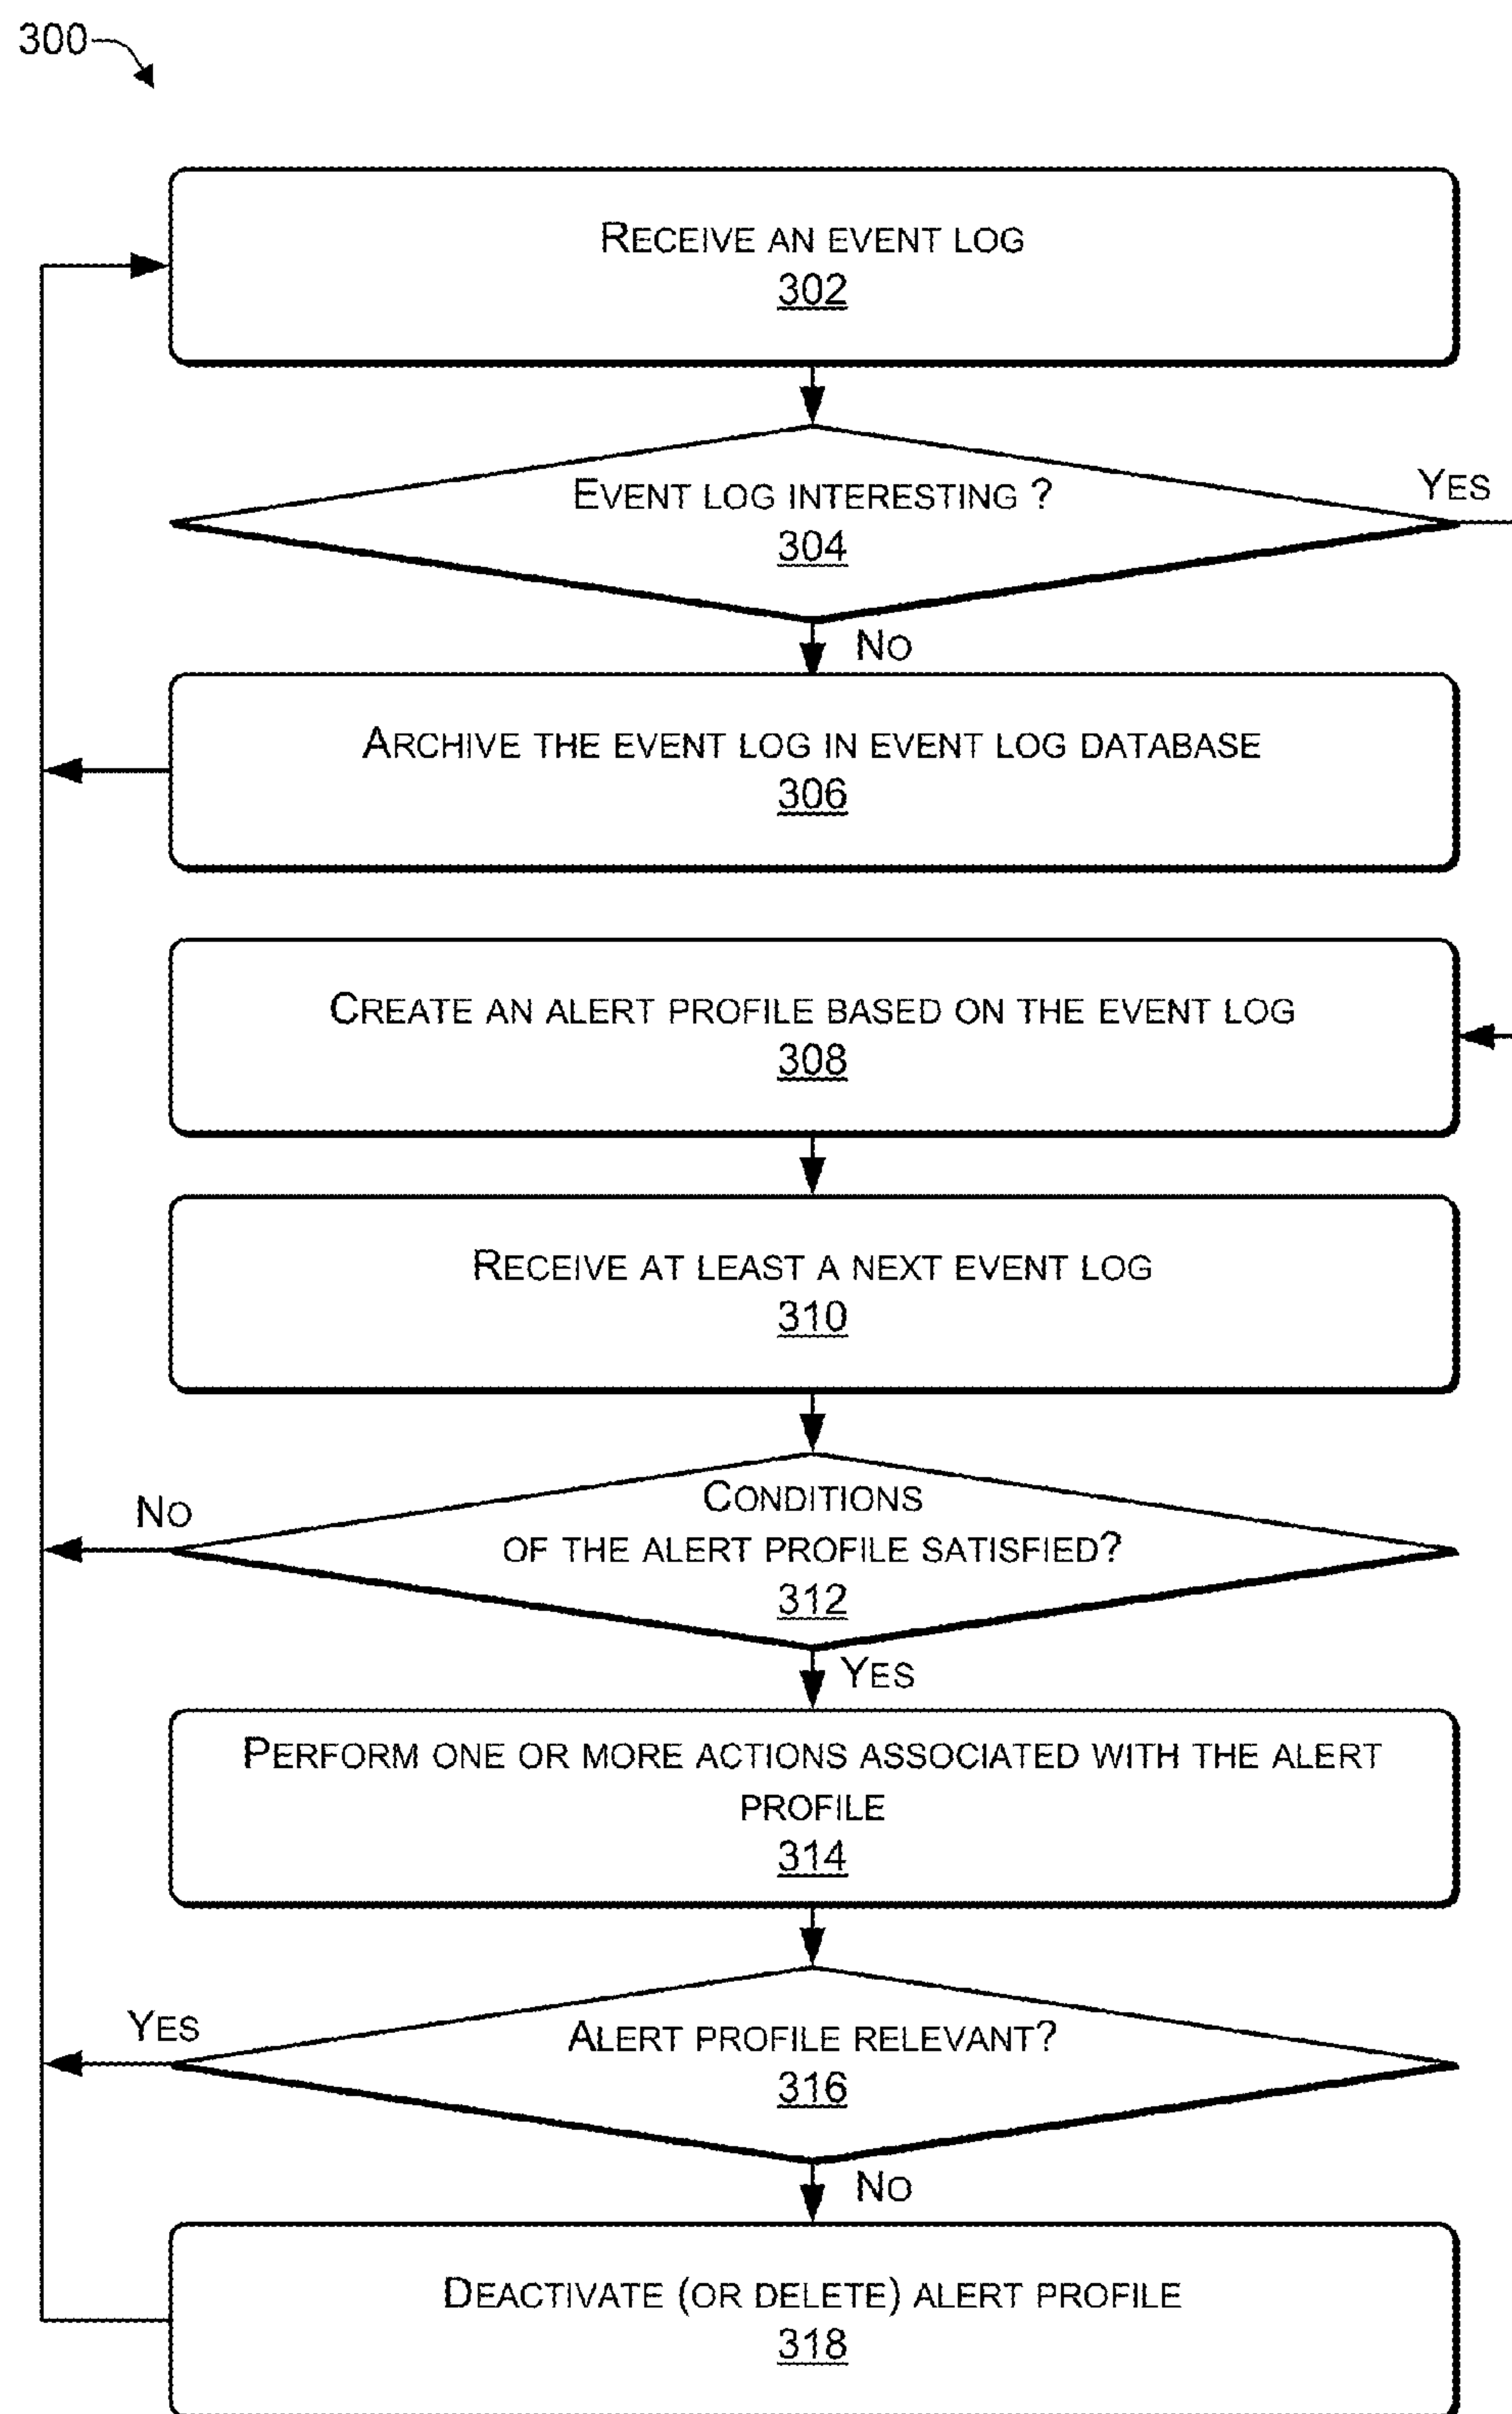 300
RECEIVE AN EVENT LOG
302
EVENT LOG INTERESTING ?
304
YES
NO
ARCHIVE THE EVENT LOG IN EVENT LOG DATABASE
306
CREATE AN ALERT PROFILE BASED ON THE EVENT LOG
308
RECEIVE AT LEAST A NEXT EVENT LOG
310
CONDITIONS
OF THE ALERT PROFILE SATISFIED?
312
NO
YES
PERFORM ONE OR MORE ACTIONS ASSOCIATED WITH THE ALERT
PROFILE
314
ALERT PROFILE RELEVANT?
316
YES
NO
DEACTIVATE (OR DELETE) ALERT PROFILE
318